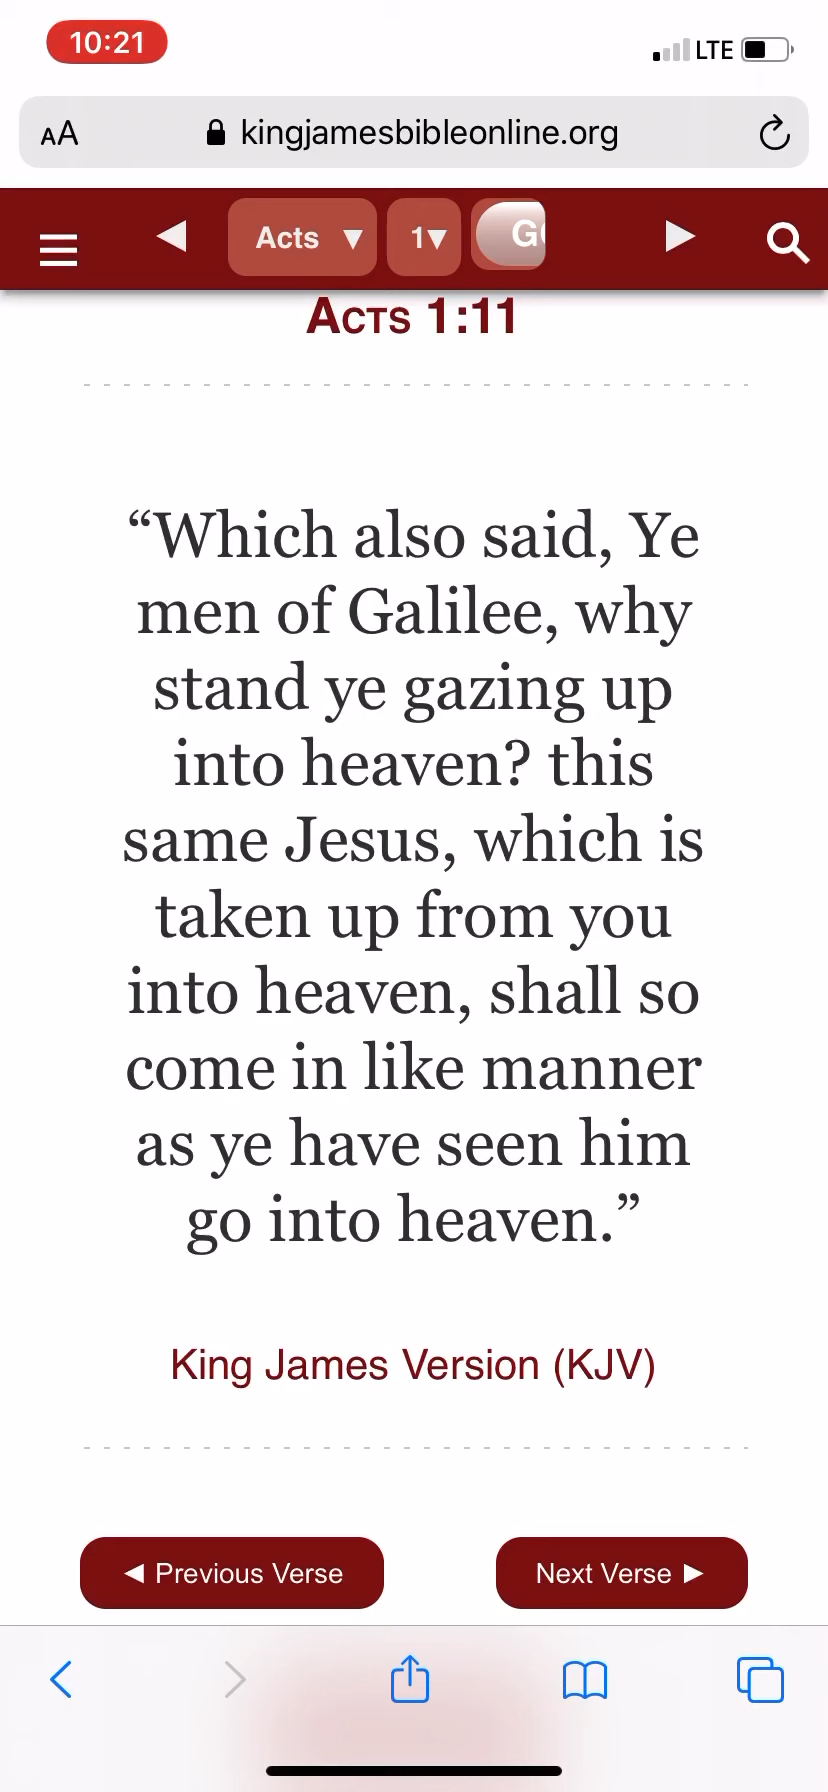 10:21
LTE
AA kingjamesbibleonline.org
Acts 1
Acts 1:11
“Which also said, Ye
men of Galilee, why
stand ye gazing up
into heaven? this
same Jesus, which is
taken up from you
into heaven, shall so
come in like manner
as ye have seen him
go into heaven.”
King James Version (KJV)
Previous Verse
Next Verse